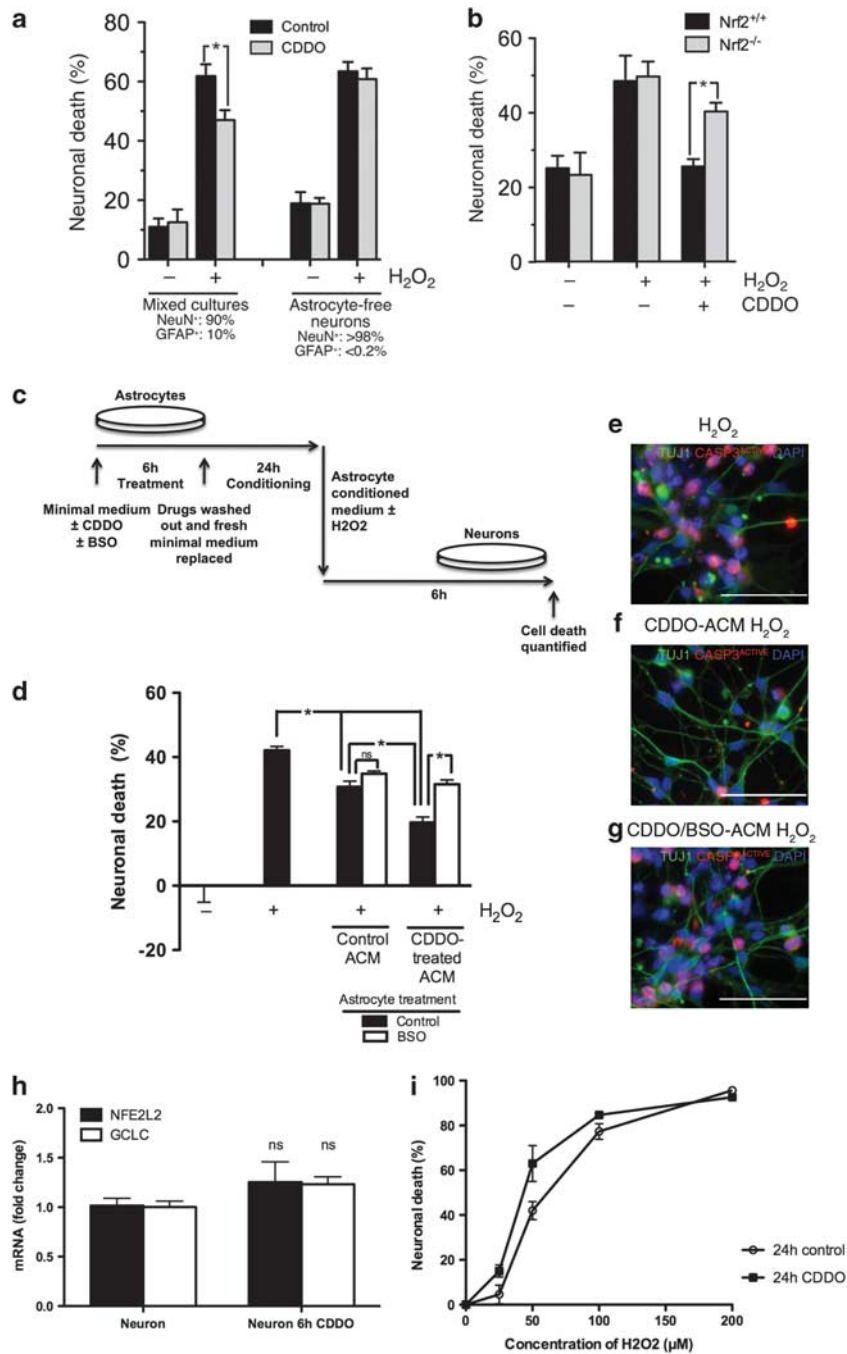 a
Control
CDDO
*
Neuronal death (%)
80
60
40
20
0
– + – + H2O2
Mixed cultures
NeuN+: 90%
GFAP+: 10%
Astrocyte-free
neurons
NeuN+: >98%
GFAP+: <0.2%
b
Nrf2+/+
Nrf2-/-
*
Neuronal death (%)
60
40
20
0
– + + H2O2
– – + CDDO
c
Astrocytes
6h
Treatment
24h
Conditioning
Minimal medium
± CDDO
± BSO
Drugs washed
out and fresh
minimal medium
replaced
Astrocyte
conditioned
medium ±
H2O2
Neurons
6h
Cell death
quantified
d
Neuronal death (%)
60
40
20
0
-20
*
*
ns
*
– + + + H2O2
Control
ACM
CDDO-
treated
ACM
Astrocyte treatment
Control
BSO
e
H2O2
TUJ1 CASP3ACTIVE DAPI
f
CDDO-ACM H2O2
TUJ1 CASP3ACTIVE DAPI
g
CDDO/BSO-ACM H2O2
TUJ1 CASP3ACTIVE DAPI
h
NFE2L2
GCLC
mRNA (fold change)
2.0
1.5
1.0
0.5
0.0
ns ns
Neuron
Neuron 6h CDDO
i
Neuronal death (%)
100
80
60
40
20
0
0 50 100 150 200
Concentration of H2O2 (µM)
24h control
24h CDDO